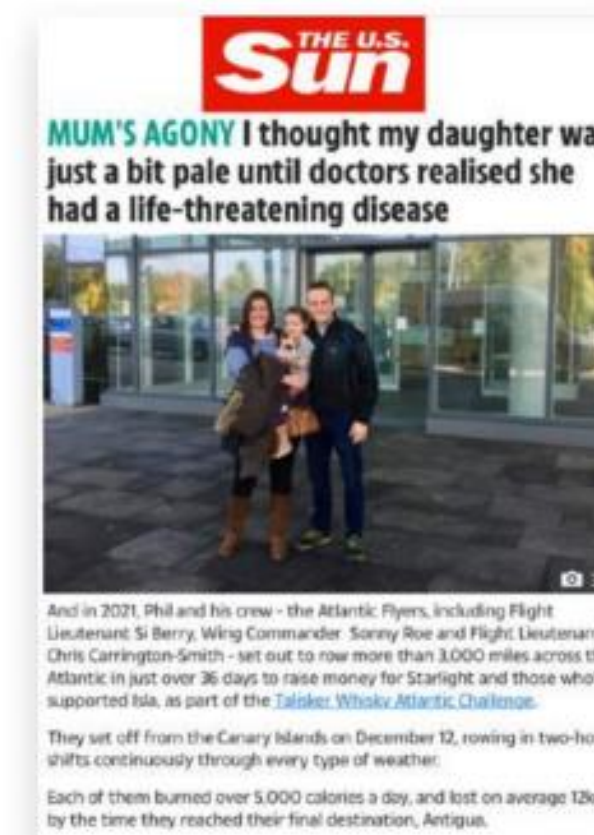 THE U.S.
Sun
MUM'S AGONY I thought my daughter wa
just a bit pale until doctors realised she
had a life-threatening disease
And in 2021, Phil and his crew - the Atlantic Flyers, including Flight
Lieutenant Si Berry, Wing Commander Sonny Roe and Flight Lieutenan
Chris Carrington-Smith - set out to row more than 3,000 miles across t
Atlantic in just over 36 days to raise money for Starlight and those who
supported Isla, as part of the Talisker Whisky Atlantic Challenge.
They set off from the Canary Islands on December 12, rowing in two-ho
shifts continuously through every type of weather.
Each of them burned over 5,000 calories a day, and lost on average 12k
by the time they reached their final destination, Antigua.